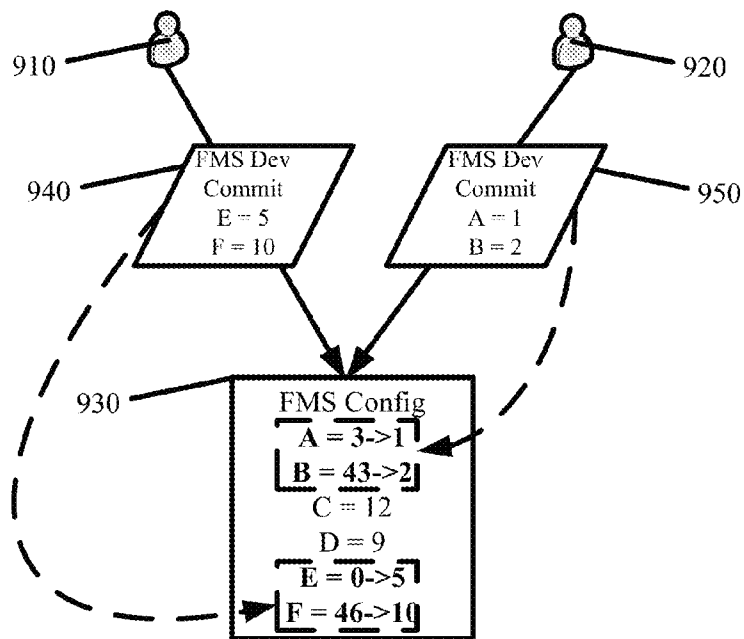 910
920
FMS Dev
Commit
E = 5
F = 10
940
FMS Dev
Commit
A = 1
B = 2
950
930
FMS Config
A = 3->1
B = 43->2
C = 12
D = 9
E = 0->5
F = 46->10